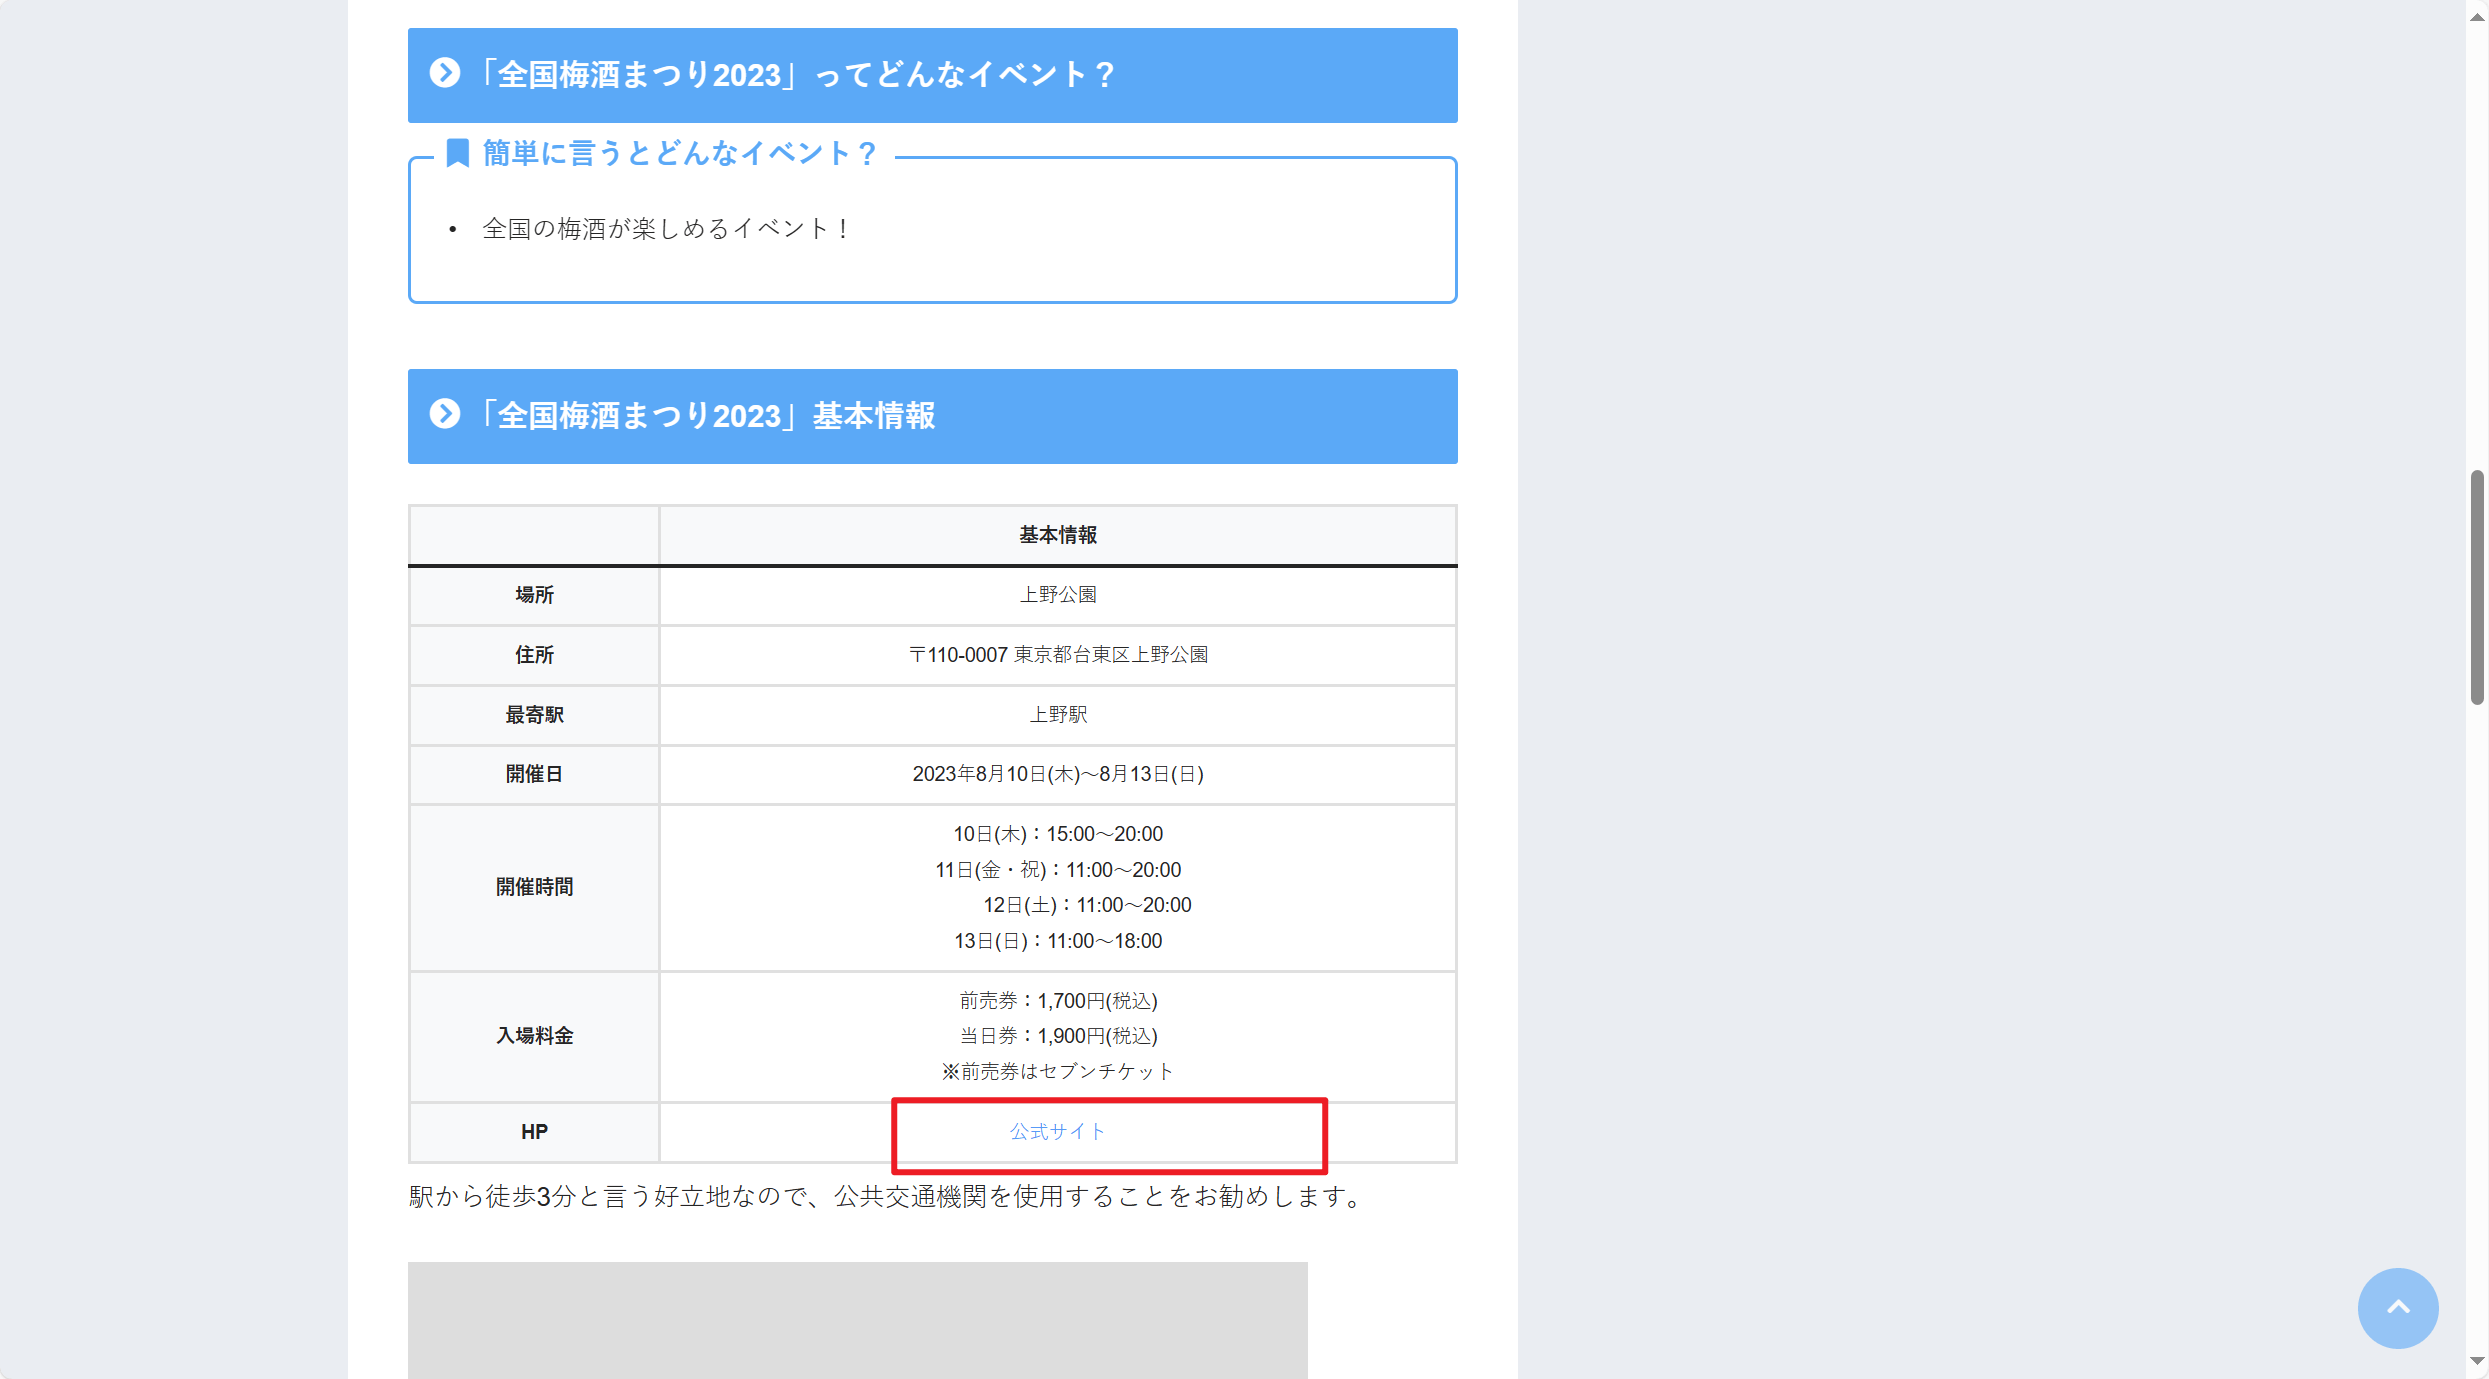 「全国梅酒まつり2023」ってどんなイベント？
簡単に言うとどんなイベント？
• 全国の梅酒が楽しめるイベント！
「全国梅酒まつり2023」基本情報
基本情報
場所 上野公園
住所 〒110-0007 東京都台東区上野公園
最寄駅 上野駅
開催日 2023年8月10日(木)～8月13日(日)
開催時間 10日(木)：15:00～20:00
11日(金・祝)：11:00～20:00
12日(土)：11:00～20:00
13日(日)：11:00～18:00
入場料金 前売券：1,700円(税込)
当日券：1,900円(税込)
※前売券はセブンチケット
HP 公式サイト
駅から徒歩3分と言う好立地なので、公共交通機関を使用することをお勧めします。